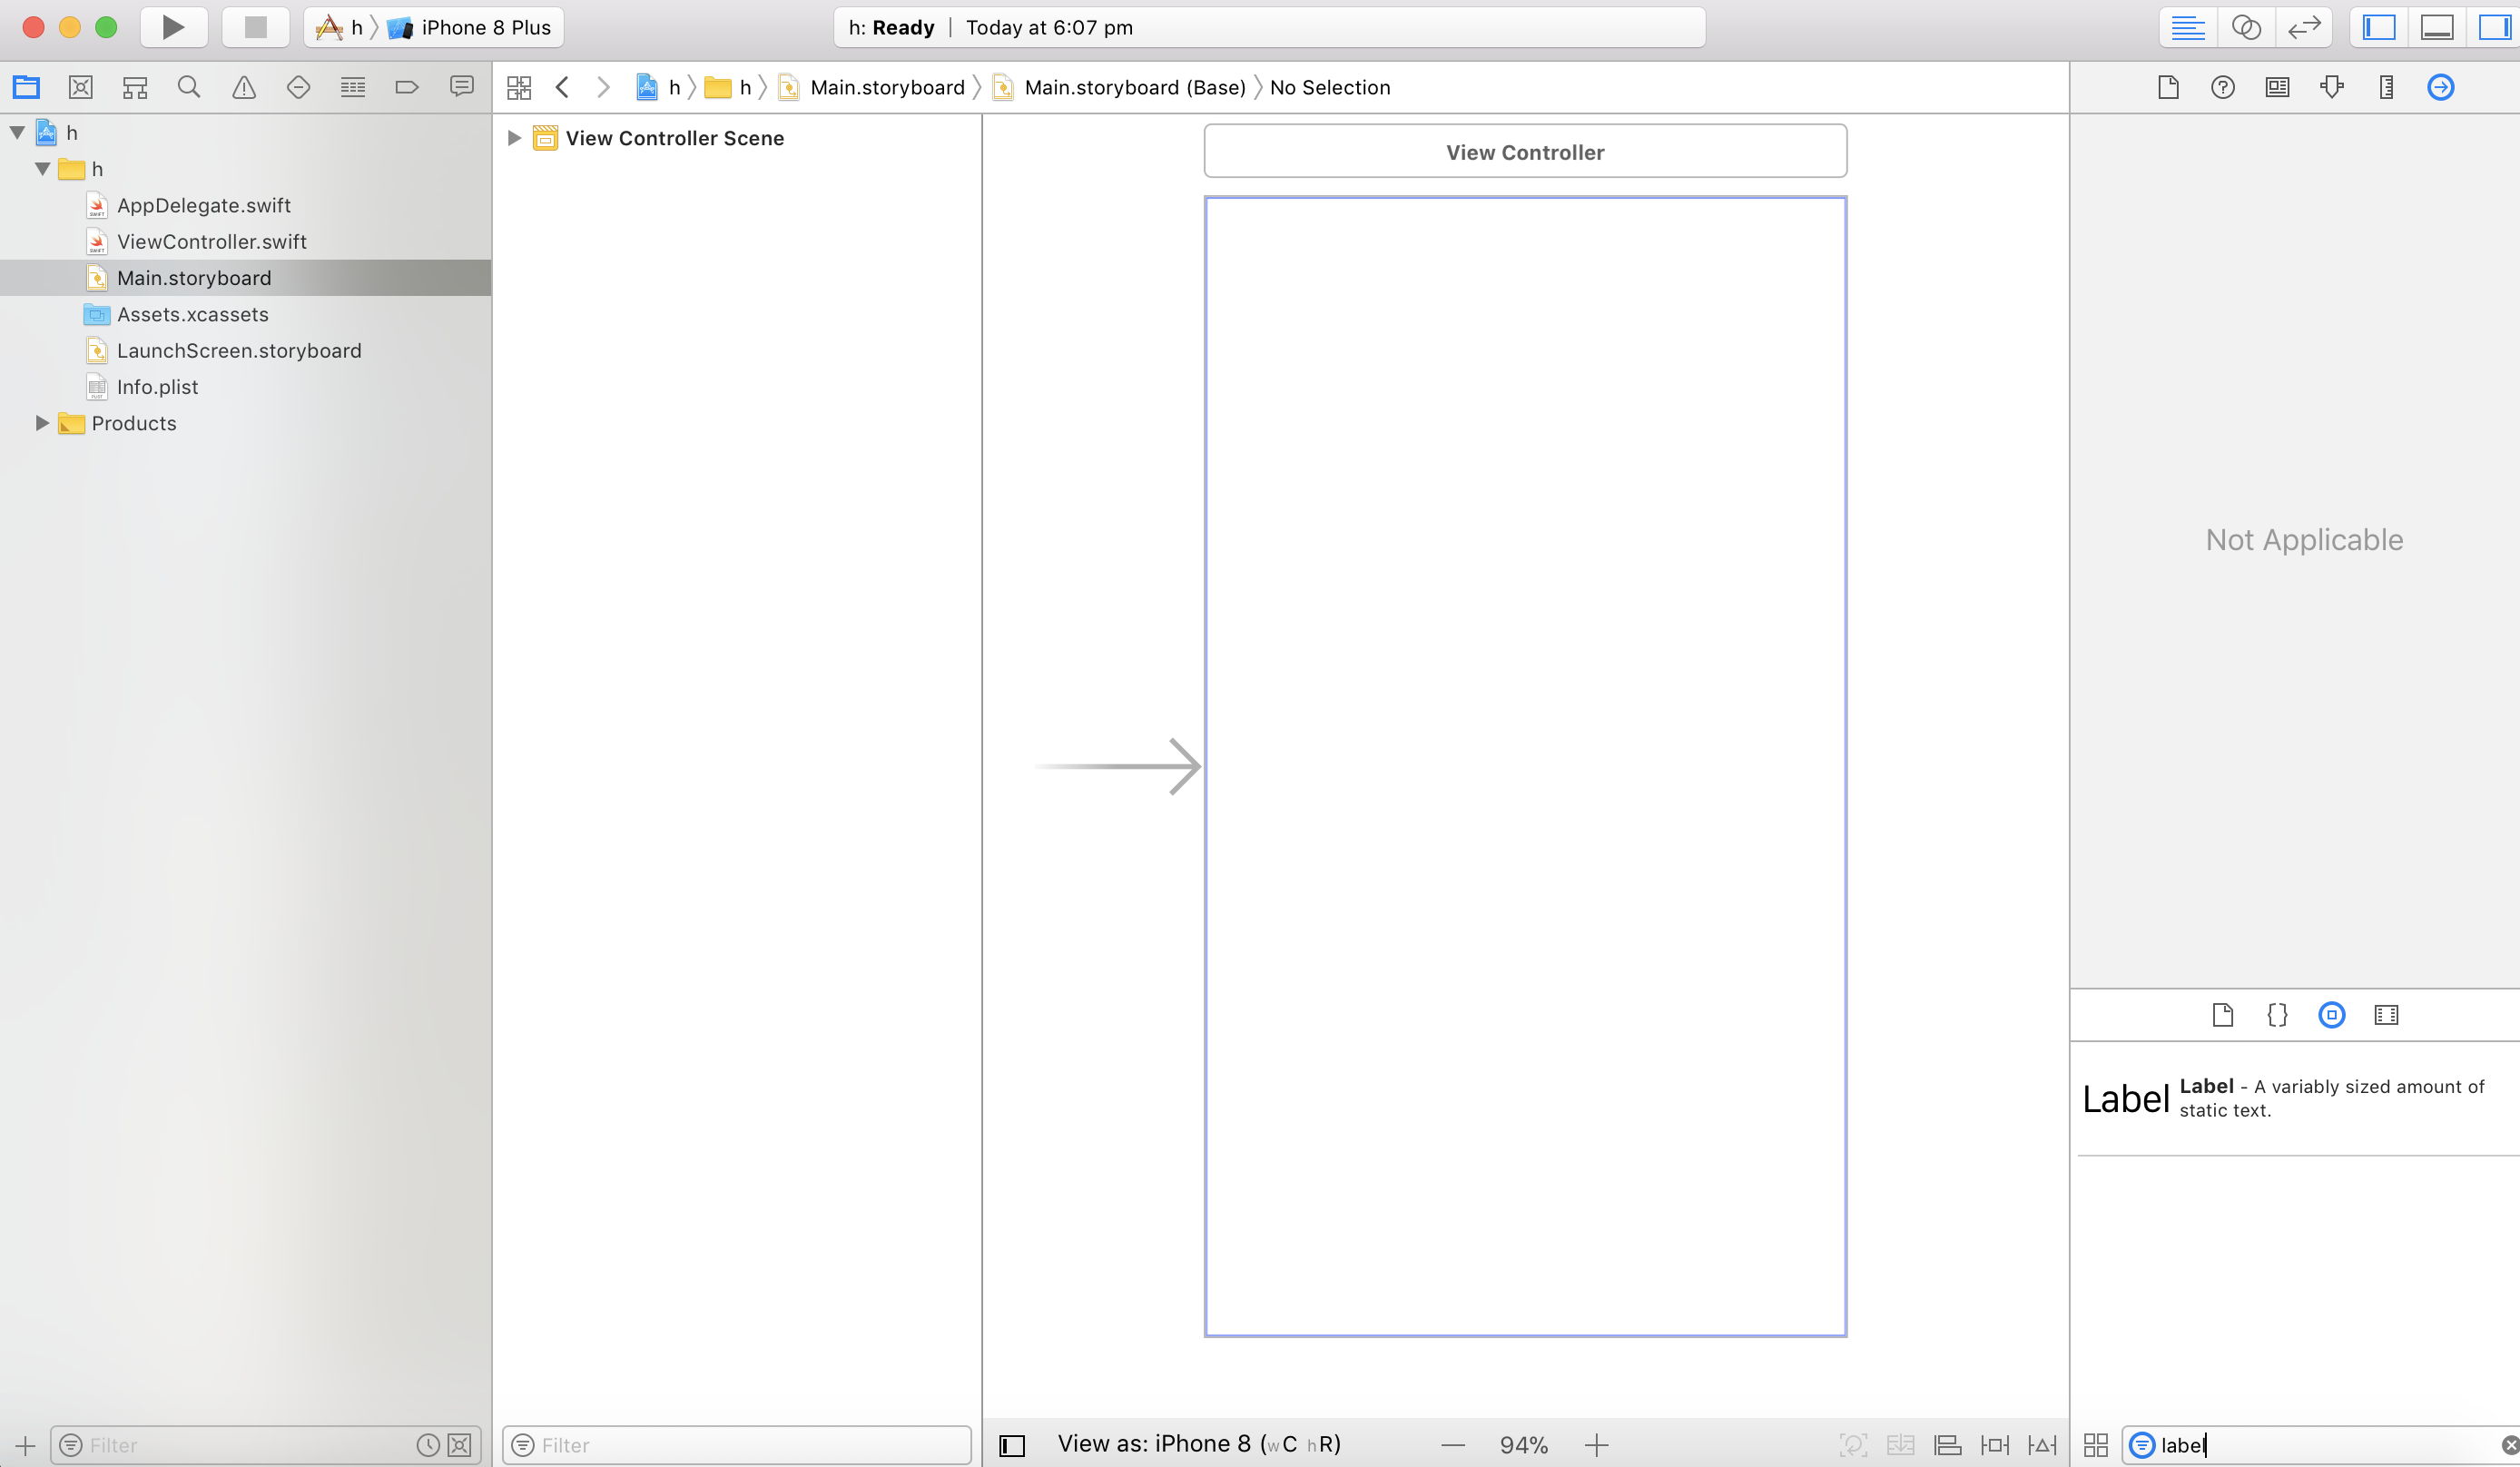 h
iPhone 8 Plus
h: Ready | Today at 6:07 pm
h
h
Main.storyboard
Main.storyboard (Base)
No Selection
h
h
AppDelegate.swift
ViewController.swift
Main.storyboard
Assets.xcassets
LaunchScreen.storyboard
Info.plist
Products
View Controller Scene
View Controller
Not Applicable
Label
Label - A variably sized amount of
static text.
Filter
Filter
View as: iPhone 8 (wC hR)
94%
label